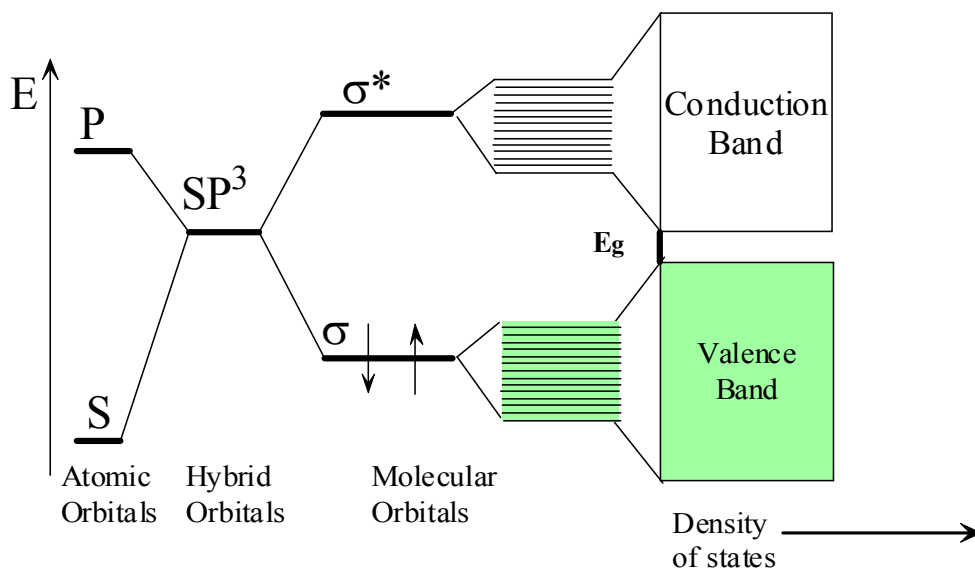 E
P
S
SP³
σ*
σ
Eg
Conduction
Band
Valence
Band
Atomic
Orbitals
Hybrid
Orbitals
Molecular
Orbitals
Density
of states